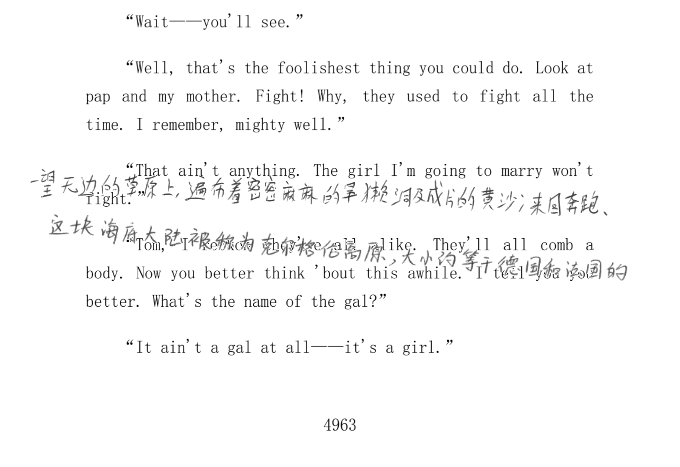 “Wait——you'll see.”
“Well, that's the foolishest thing you could do. Look at
pap and my mother. Fight! Why, they used to fight all the
time. I remember, mighty well.”
“That ain't anything. The girl I'm going to marry won't
一望无边的草原上,遍布着密密麻麻的旱獭洞及成片的黄沙;来回奔跑、
fight.”
这块海底大陆被称为克尔格伦高原,大小约等于德国和法国的
“Tom, I reckon they're all alike. They'll all comb a
body. Now you better think 'bout this awhile. I tell you you
better. What's the name of the gal?”
“It ain't a gal at all——it's a girl.”
4963